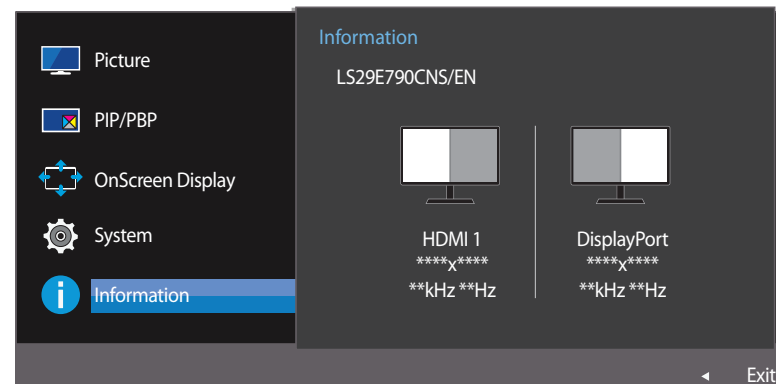 Picture
PIP/PBP
OnScreen Display
System
Information
Information
LS29E790CNS/EN
HDMI 1
****x****
**kHz **Hz
DisplayPort
****x****
**kHz **Hz
Exit